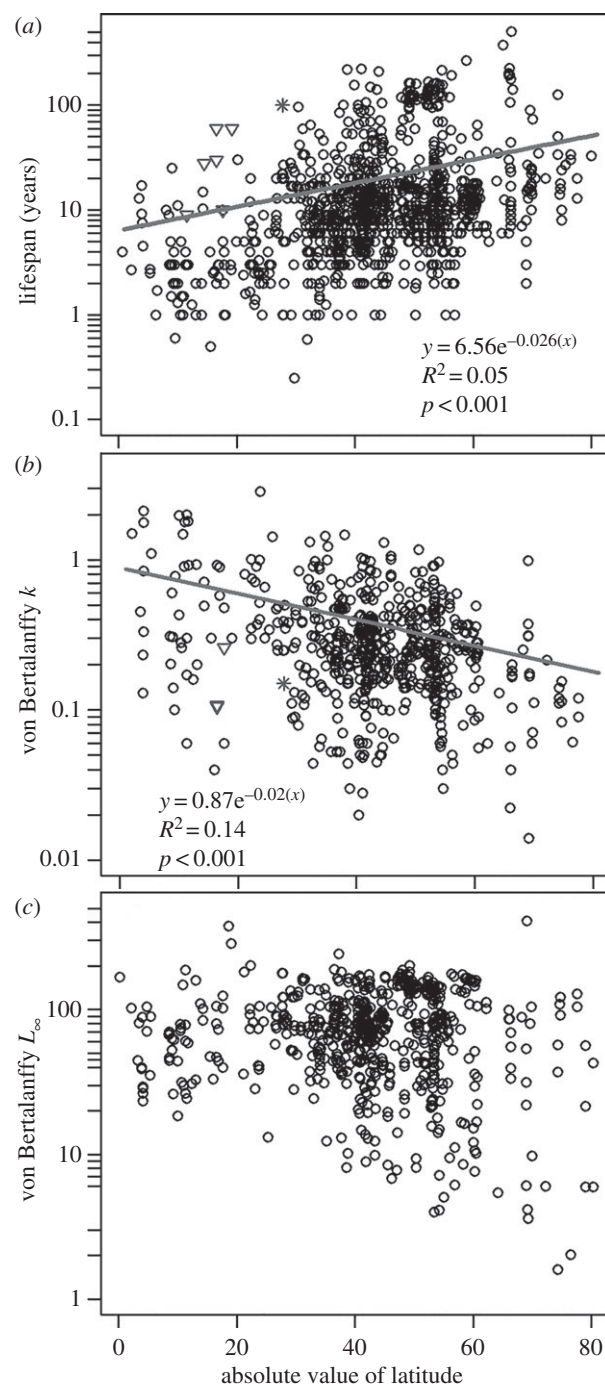 (a)
100
10
1
0.1
lifespan (years)
y = 6.56e^{–0.026(x)}
R² = 0.05
p < 0.001
(b)
1
0.1
0.01
von Bertalanffy k
y = 0.87e^{–0.02(x)}
R² = 0.14
p < 0.001
(c)
100
10
1
von Bertalanffy L∞
0 20 40 60 80
absolute value of latitude